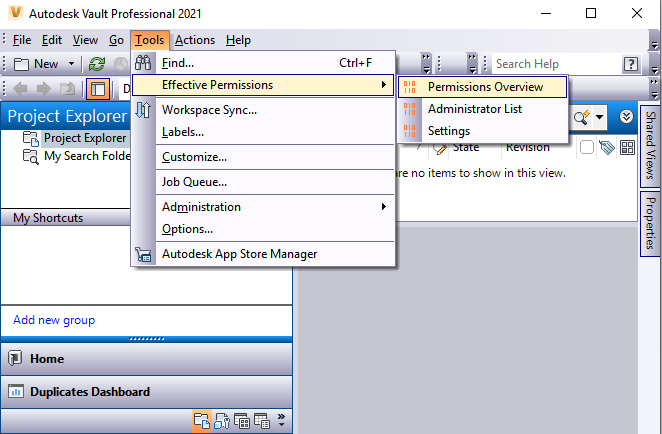 Autodesk Vault Professional 2021
File Edit View Go Tools Actions Help
New
Find... Ctrl+F
Search Help
Effective Permissions
Permissions Overview
Project Explorer
Workspace Sync...
Administrator List
Project Explorer
Labels...
Settings
My Search Folde
State Revision
Customize...
are no items to show in this view.
Job Queue...
My Shortcuts
Administration
Options...
Autodesk App Store Manager
Add new group
Home
Duplicates Dashboard
Shared Views
Properties